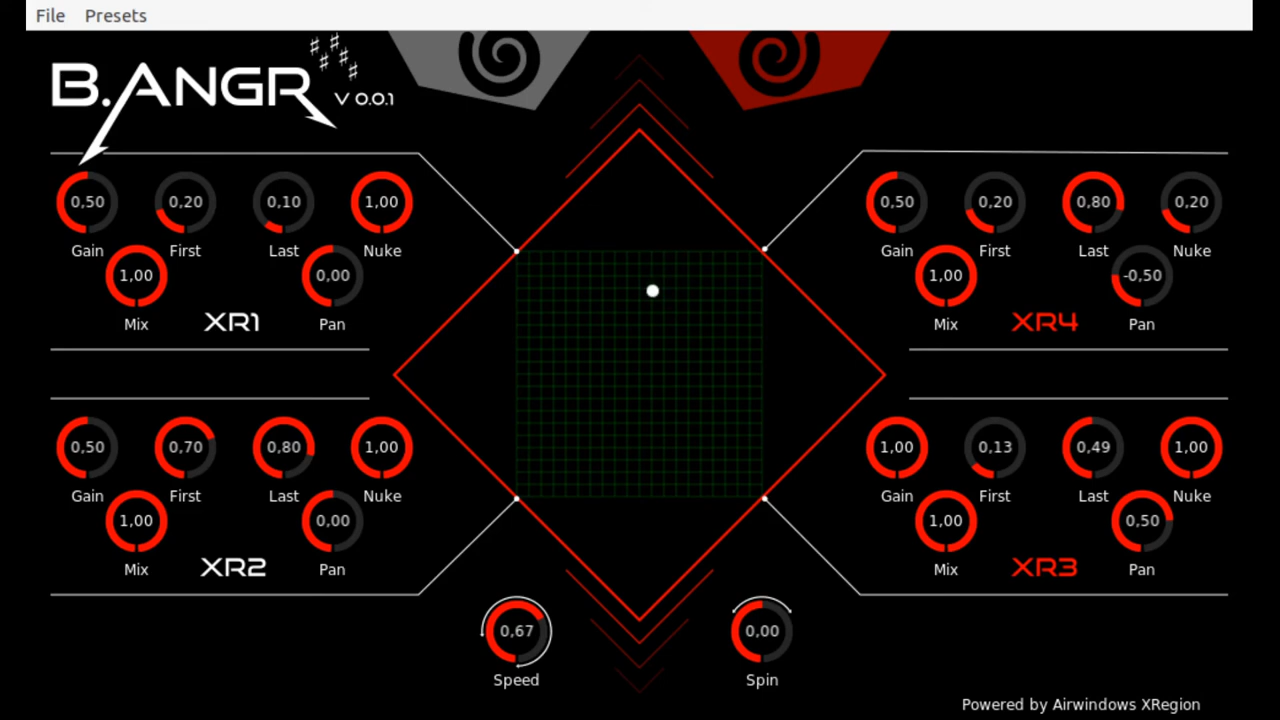 File Presets
B.ANGR
V 0.0.1
0,50 0,20 0,10 1,00
Gain First Last Nuke
1,00 0,00
Mix XR1 Pan
0,50 0,20 0,80 0,20
Gain First Last Nuke
1,00 -0,50
Mix XR4 Pan
0,50 0,70 0,80 1,00
Gain First Last Nuke
1,00 0,00
Mix XR2 Pan
1,00 0,13 0,49 1,00
Gain First Last Nuke
1,00 0,50
Mix XR3 Pan
0,67 0,00
Speed Spin
Powered by Airwindows XRegion